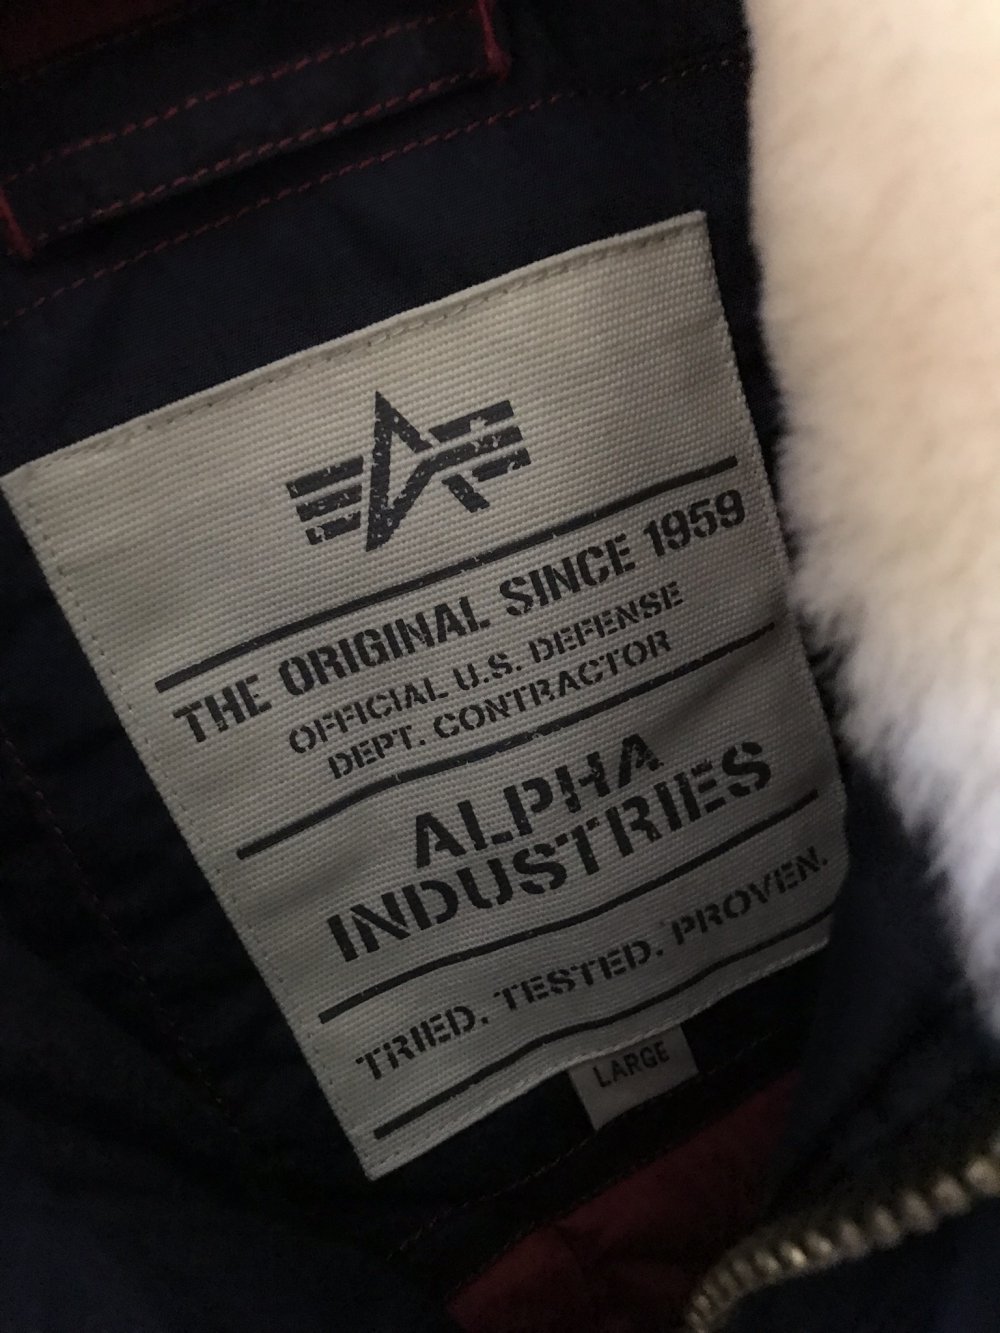 THE ORIGINAL SINCE 1959
OFFICIAL U.S. DEFENSE
DEPT. CONTRACTOR
ALPHA
INDUSTRIES
TRIED. TESTED. PROVEN.
LARGE